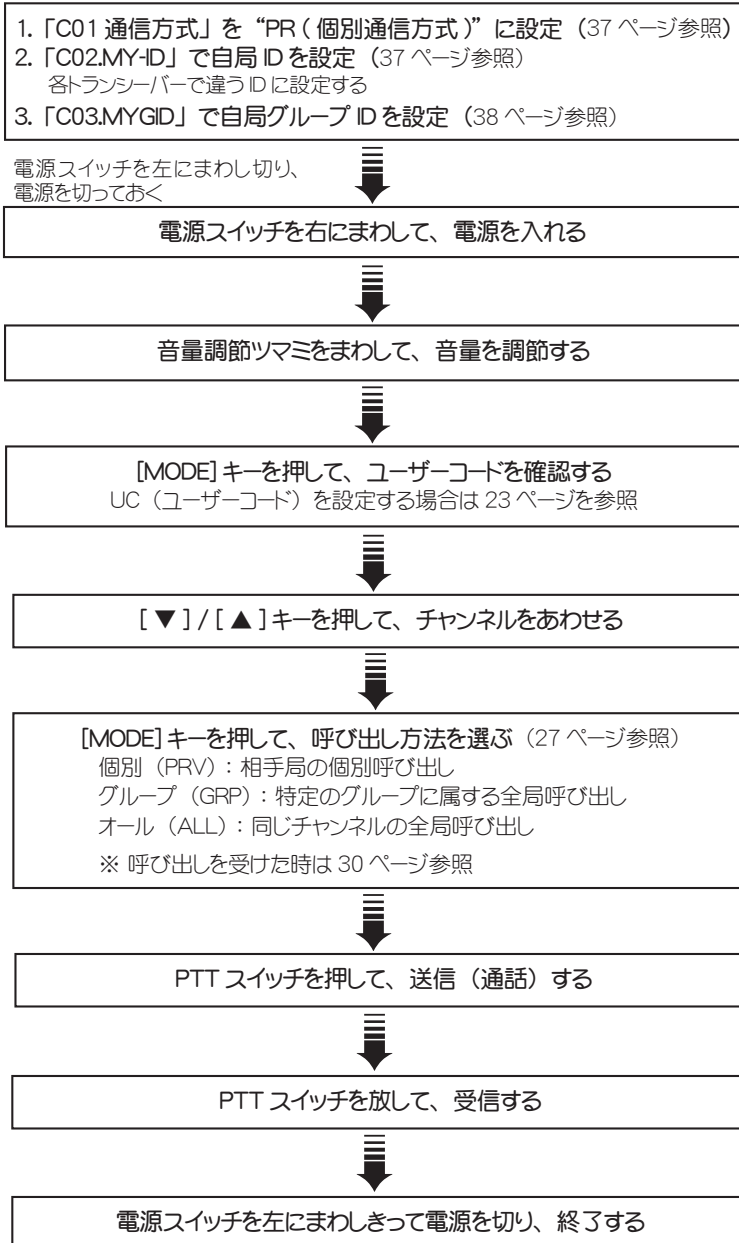 1. 「C01 通信方式」を “PR ( 個別通信方式 )” に設定（37 ページ参照）
2. 「C02.MY-ID」で自局 ID を設定（37 ページ参照）
各トランシーバーで違う ID に設定する
3. 「C03.MYGID」で自局グループ ID を設定（38 ページ参照）
電源スイッチを左にまわし切り、
電源を切っておく
電源スイッチを右にまわして、電源を入れる
音量調節ツマミをまわして、音量を調節する
[MODE] キーを押して、ユーザーコードを確認する
UC（ユーザーコード）を設定する場合は 23 ページを参照
[ ▼ ] / [ ▲ ] キーを押して、チャンネルをあわせる
[MODE] キーを押して、呼び出し方法を選ぶ（27 ページ参照）
個別（PRV）：相手局の個別呼び出し
グループ（GRP）：特定のグループに属する全局呼び出し
オール（ALL）：同じチャンネルの全局呼び出し
※ 呼び出しを受けた時は 30 ページ参照
PTT スイッチを押して、送信（通話）する
PTT スイッチを放して、受信する
電源スイッチを左にまわしきって電源を切り、終了する